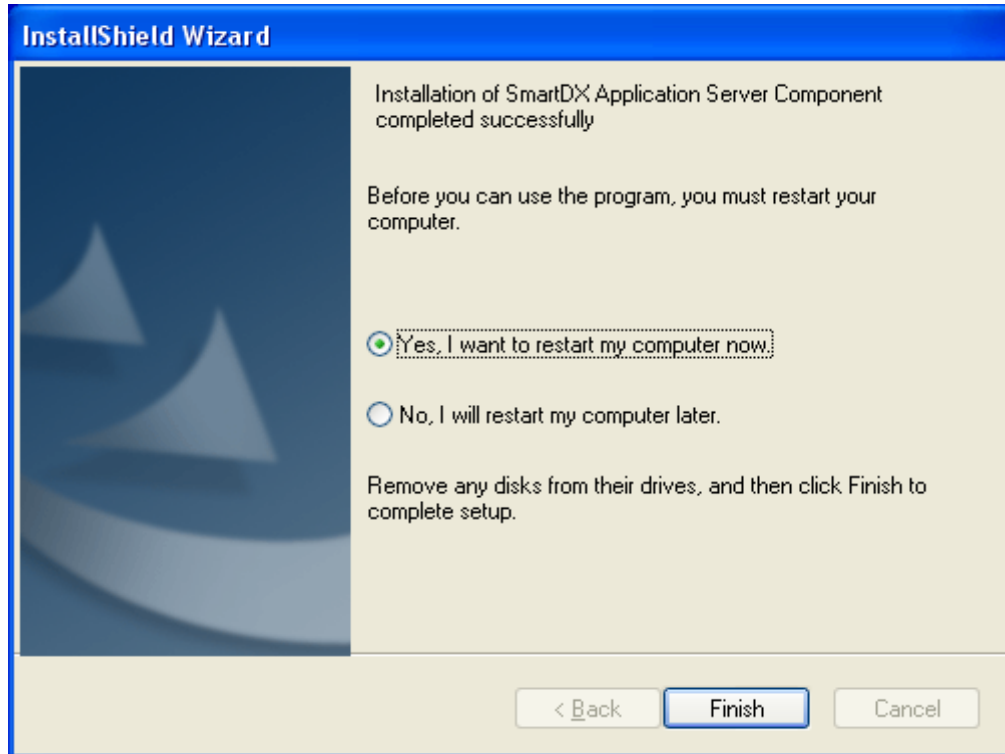 InstallShield Wizard
Installation of SmartDX Application Server Component
completed successfully
Before you can use the program, you must restart your
computer.
Yes, I want to restart my computer now.
No, I will restart my computer later.
Remove any disks from their drives, and then click Finish to
complete setup.
< Back Finish Cancel